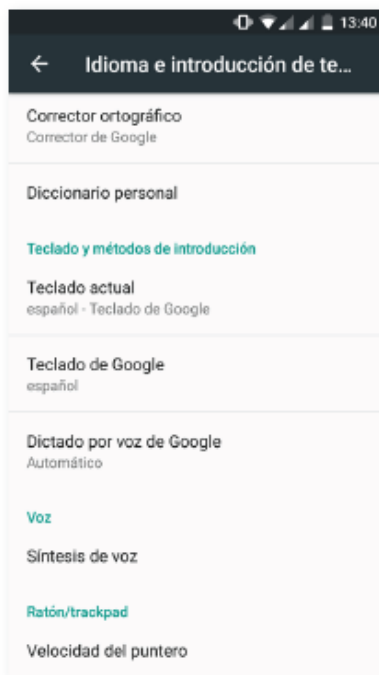 13:40
Idioma e introducción de te...
Corrector ortográfico
Corrector de Google
Diccionario personal
Teclado y métodos de introducción
Teclado actual
español - Teclado de Google
Teclado de Google
español
Dictado por voz de Google
Automático
Voz
Síntesis de voz
Ratón/trackpad
Velocidad del puntero